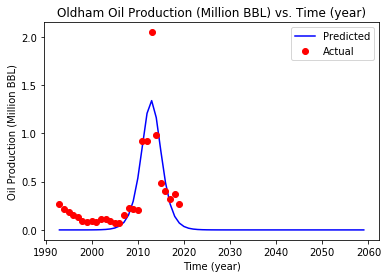 Oldham Oil Production (Million BBL) vs. Time (year)
Predicted
Actual
Oil Production (Million BBL)
2.0
1.5
1.0
0.5
0.0
1990 2000 2010 2020 2030 2040 2050 2060
Time (year)